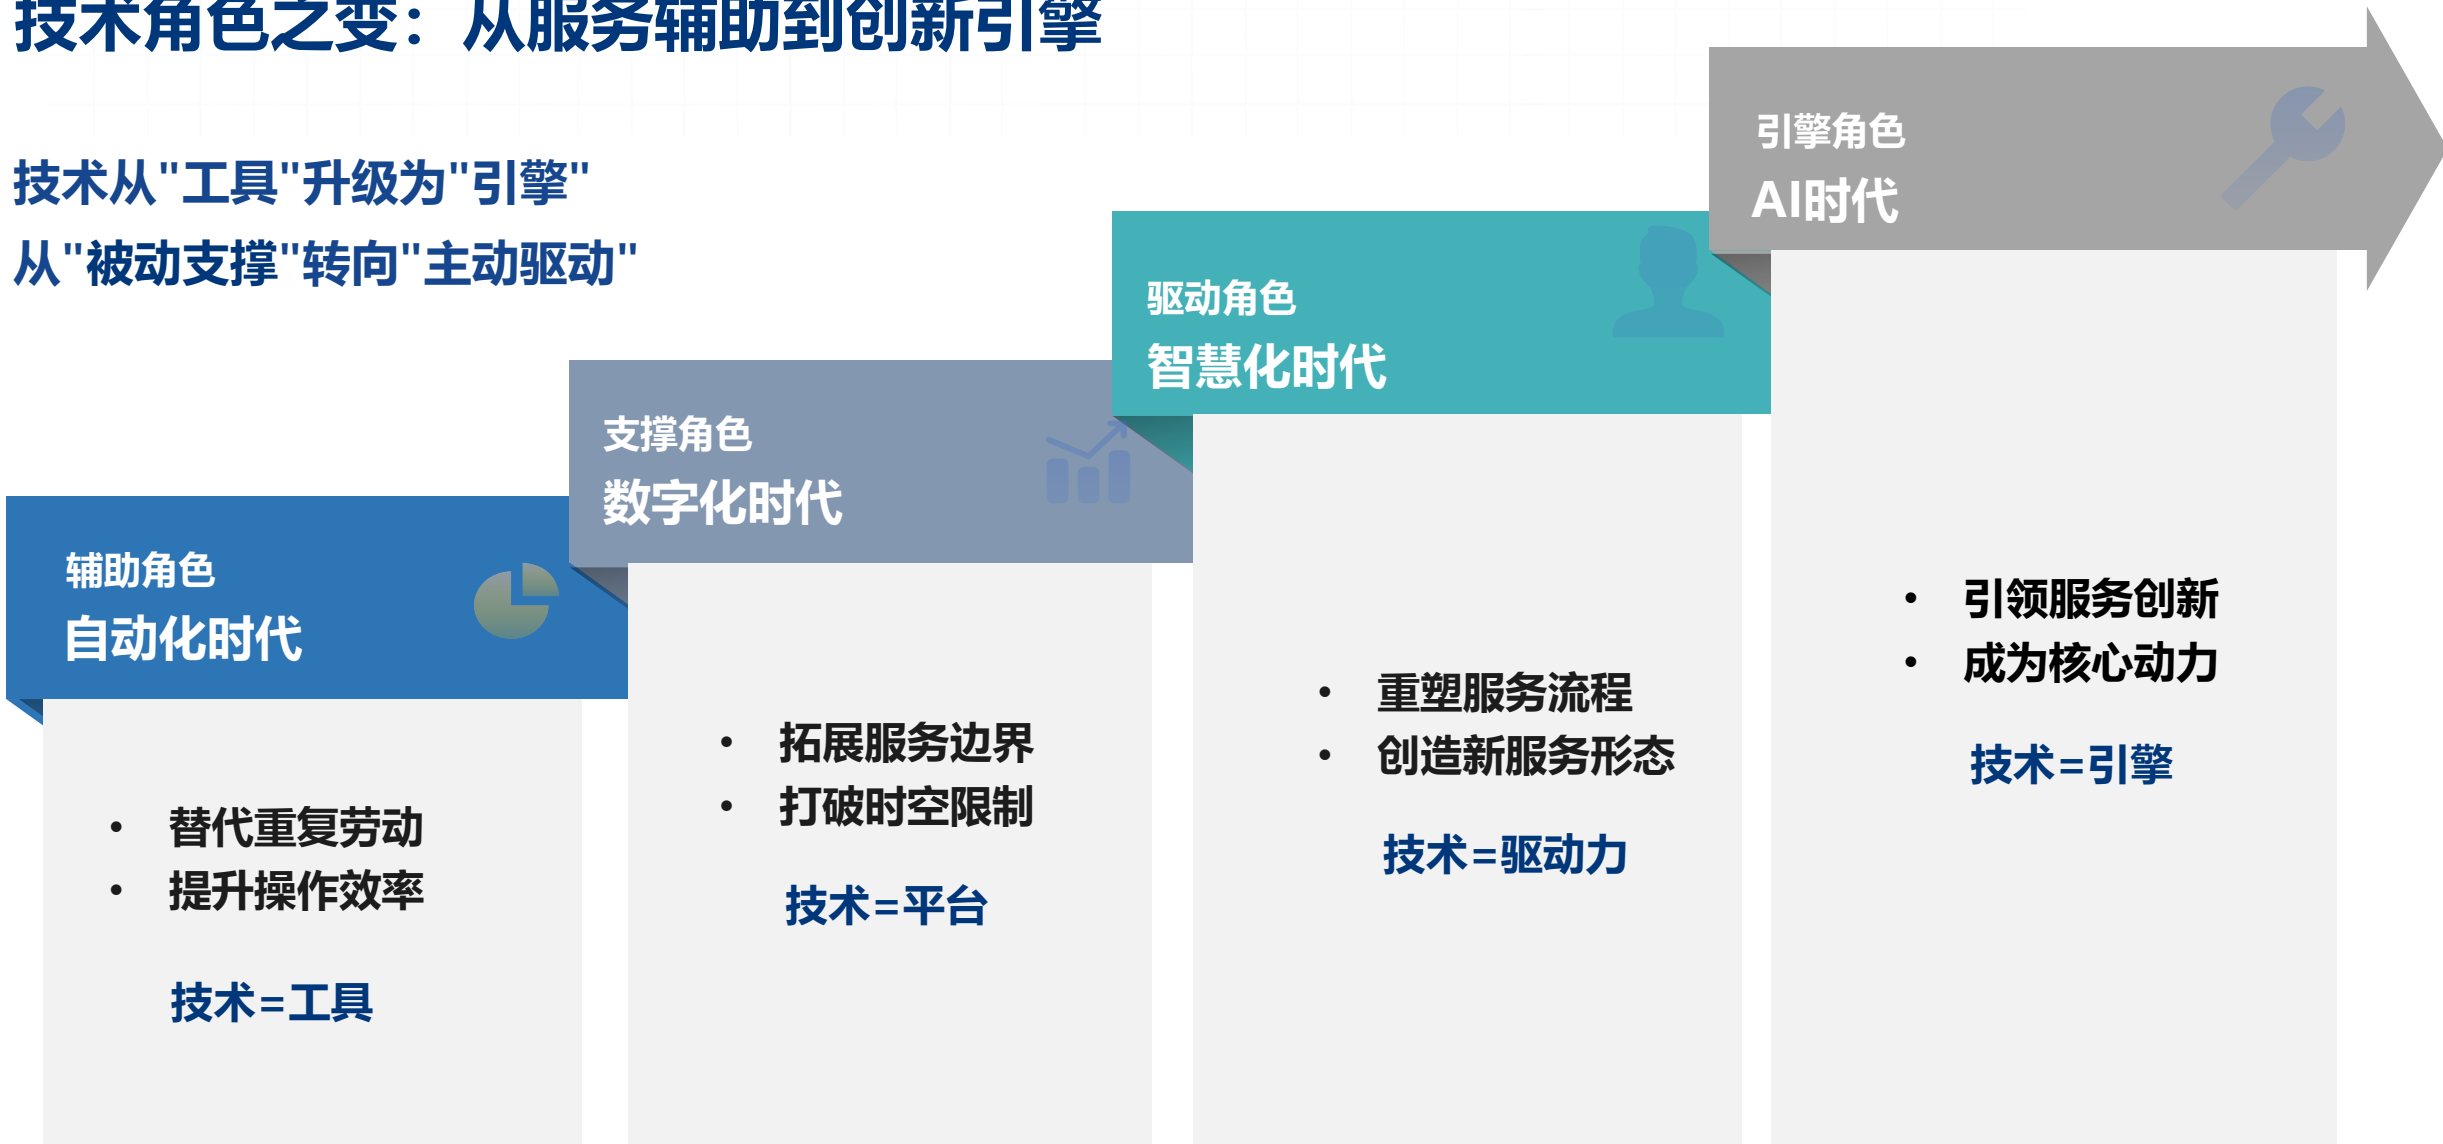 技术角色之变：从服务辅助到创新引擎
技术从"工具"升级为"引擎"
从"被动支撑"转向"主动驱动"
辅助角色
自动化时代
• 替代重复劳动
• 提升操作效率
技术=工具
支撑角色
数字化时代
• 拓展服务边界
• 打破时空限制
技术=平台
驱动角色
智慧化时代
• 重塑服务流程
• 创造新服务形态
技术=驱动力
引擎角色
AI时代
• 引领服务创新
• 成为核心动力
技术=引擎